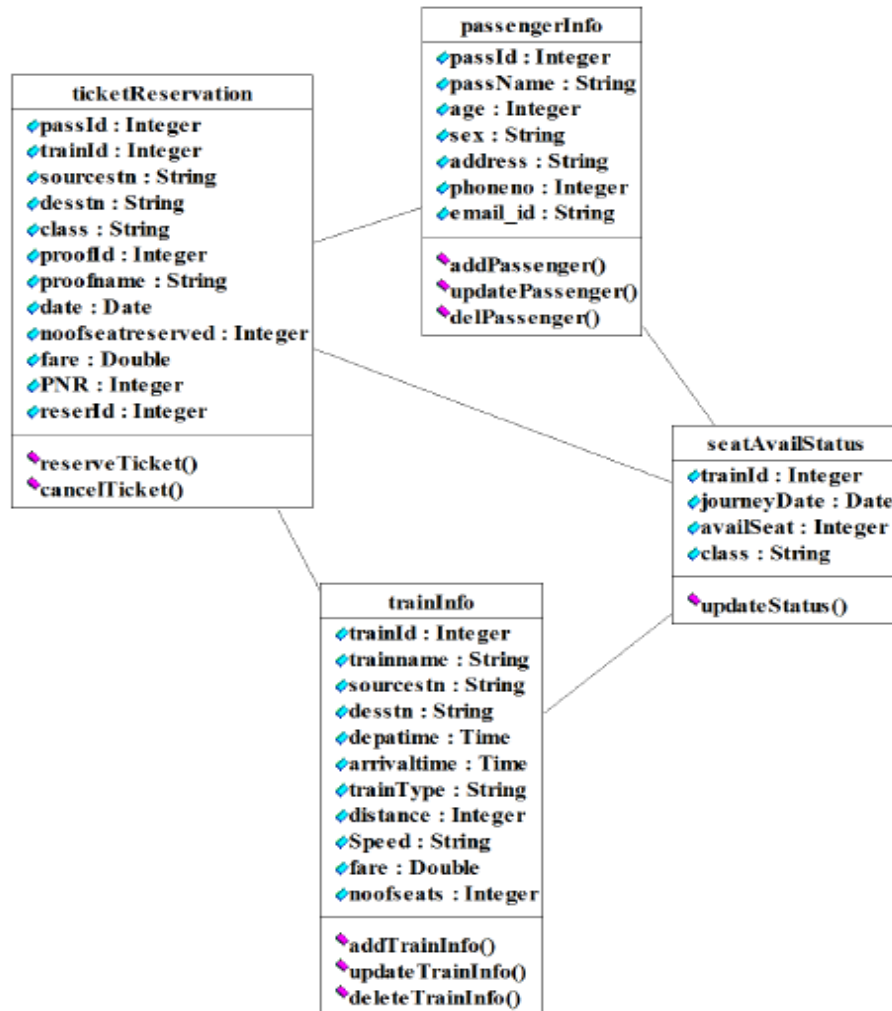 passengerInfo
passId : Integer
passName : String
age : Integer
sex : String
address : String
phoneno : Integer
email_id : String
addPassenger()
updatePassenger()
delPassenger()
ticketReservation
passId : Integer
trainId : Integer
sourcestn : String
desstn : String
class : String
proofId : Integer
proofname : String
date : Date
noofseatreserved : Integer
fare : Double
PNR : Integer
reserId : Integer
reserveTicket()
cancelTicket()
seatAvailStatus
trainId : Integer
journeyDate : Date
availSeat : Integer
class : String
updateStatus()
trainInfo
trainId : Integer
trainname : String
sourcestn : String
desstn : String
depatime : Time
arrivaltime : Time
trainType : String
distance : Integer
Speed : String
fare : Double
noofseats : Integer
addTrainInfo()
updateTrainInfo()
deleteTrainInfo()